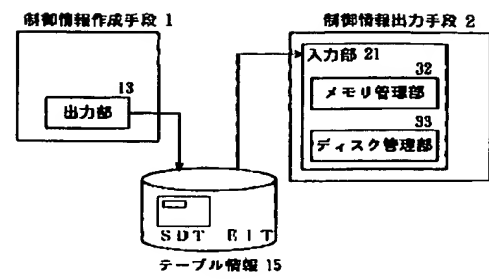 制御情報作成手段 1
制御情報出力手段 2
入力部 21
13
出力部
32
メモリ管理部
33
ディスク管理部
SDT EIT
テーブル情報 15